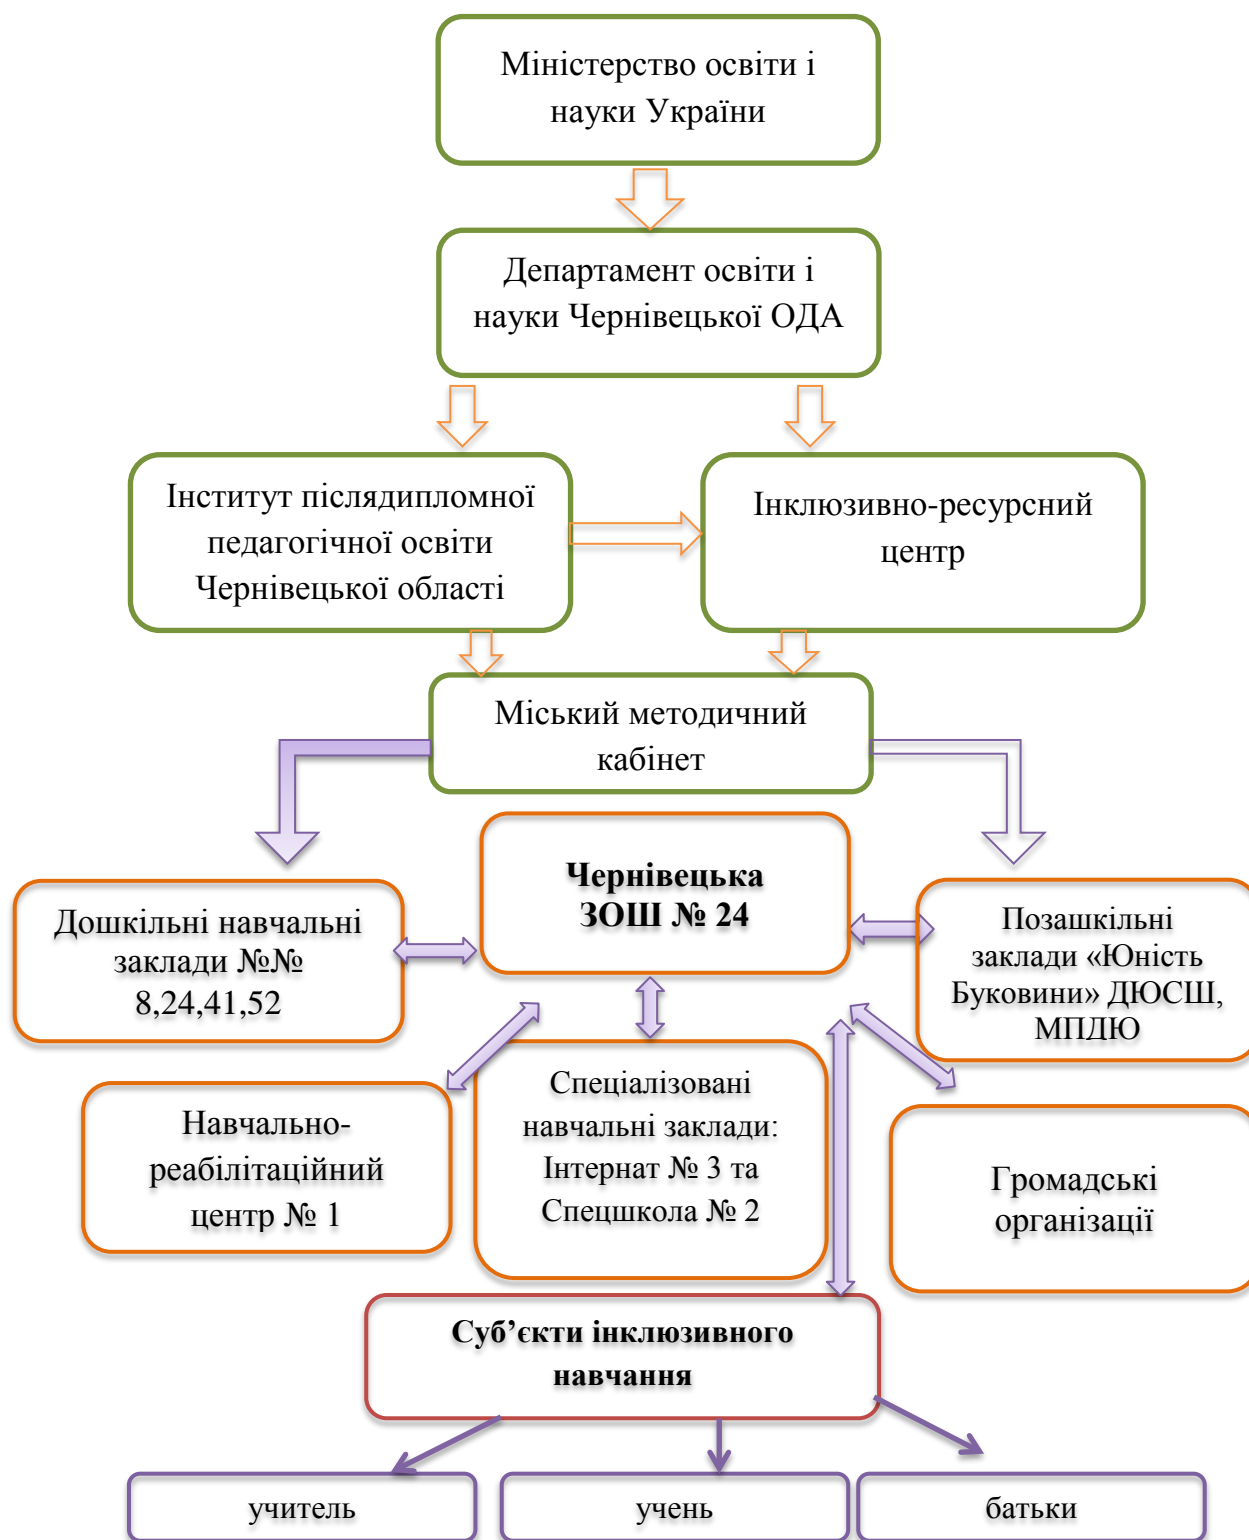 Міністерство освіти і
науки України
Департамент освіти і
науки Чернівецької ОДА
Інститут післядипломної
педагогічної освіти
Чернівецької області
Інклюзивно-ресурсний
центр
Міський методичний
кабінет
Чернівецька
ЗОШ № 24
Дошкільні навчальні
заклади №№
8,24,41,52
Позашкільні
заклади «Юність
Буковини» ДЮСШ,
МПДЮ
Навчально-
реабілітаційний
центр № 1
Спеціалізовані
навчальні заклади:
Інтернат № 3 та
Спецшкола № 2
Громадські
організації
Суб’єкти інклюзивного
навчання
учитель
учень
батьки